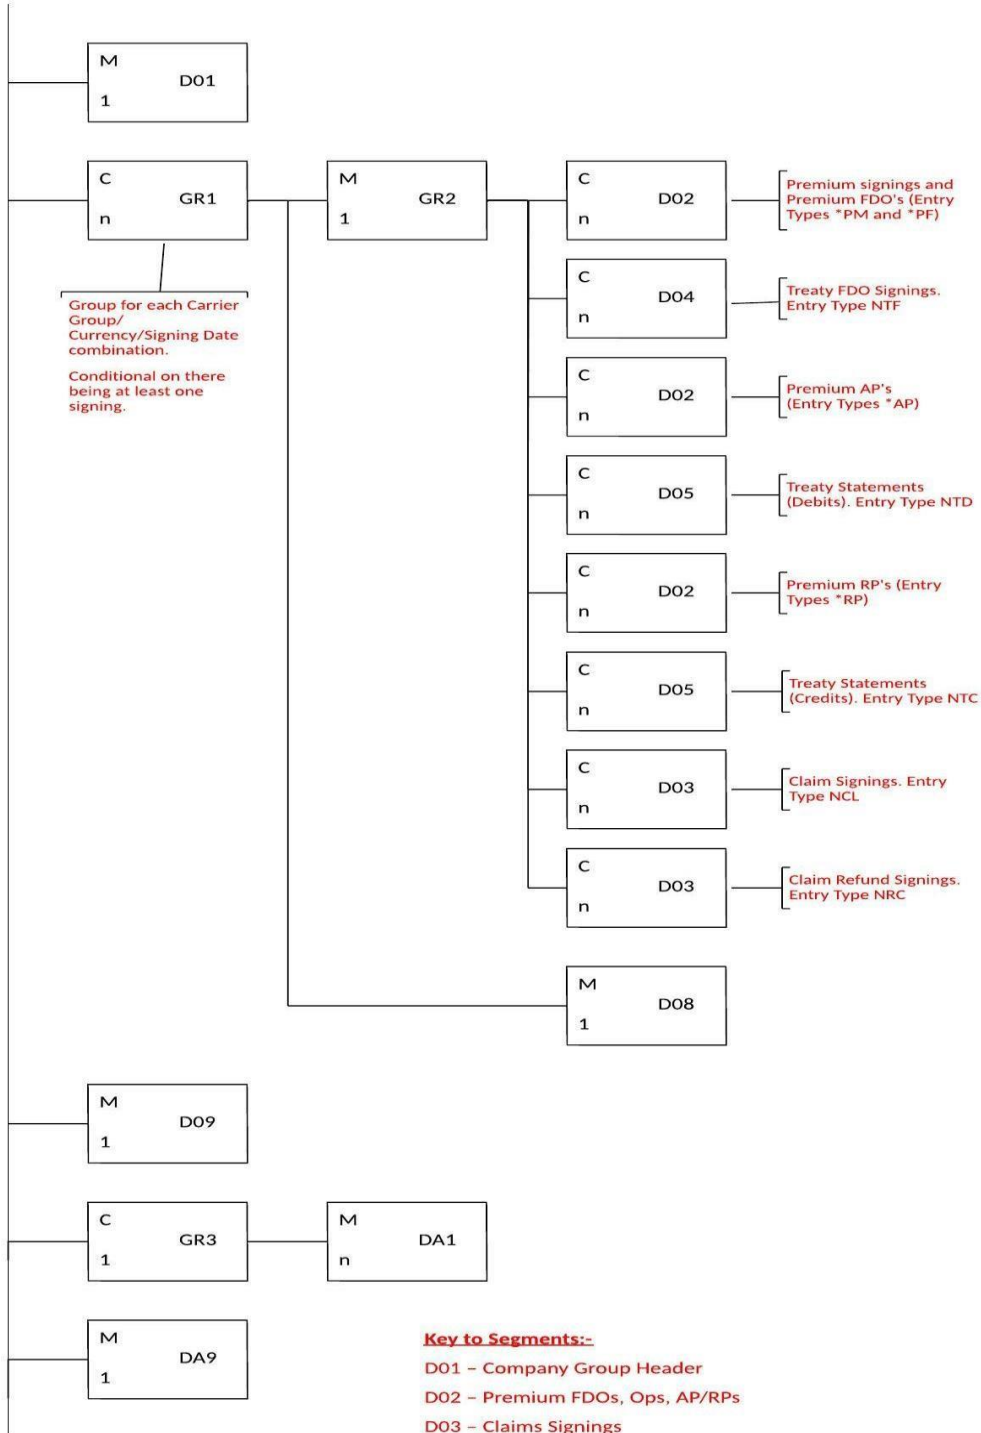 M
D01
1
C
GR1
n
M
GR2
1
C
D02
n
Premium signings and
Premium FDO's (Entry
Types *PM and *PF)
Group for each Carrier
Group/
Currency/Signing Date
combination.
Conditional on there
being at least one
signing.
C
D04
n
Treaty FDO Signings.
Entry Type NTF
C
D02
n
Premium AP's
(Entry Types *AP)
C
D05
n
Treaty Statements
(Debits). Entry Type NTD
C
D02
n
Premium RP's (Entry
Types *RP)
C
D05
n
Treaty Statements
(Credits). Entry Type NTC
C
D03
n
Claim Signings. Entry
Type NCL
C
D03
n
Claim Refund Signings.
Entry Type NRC
M
D08
1
M
D09
1
C
GR3
1
M
DA1
n
M
DA9
1
Key to Segments:-
D01 – Company Group Header
D02 – Premium FDOs, Ops, AP/RPs
D03 – Claims Signings